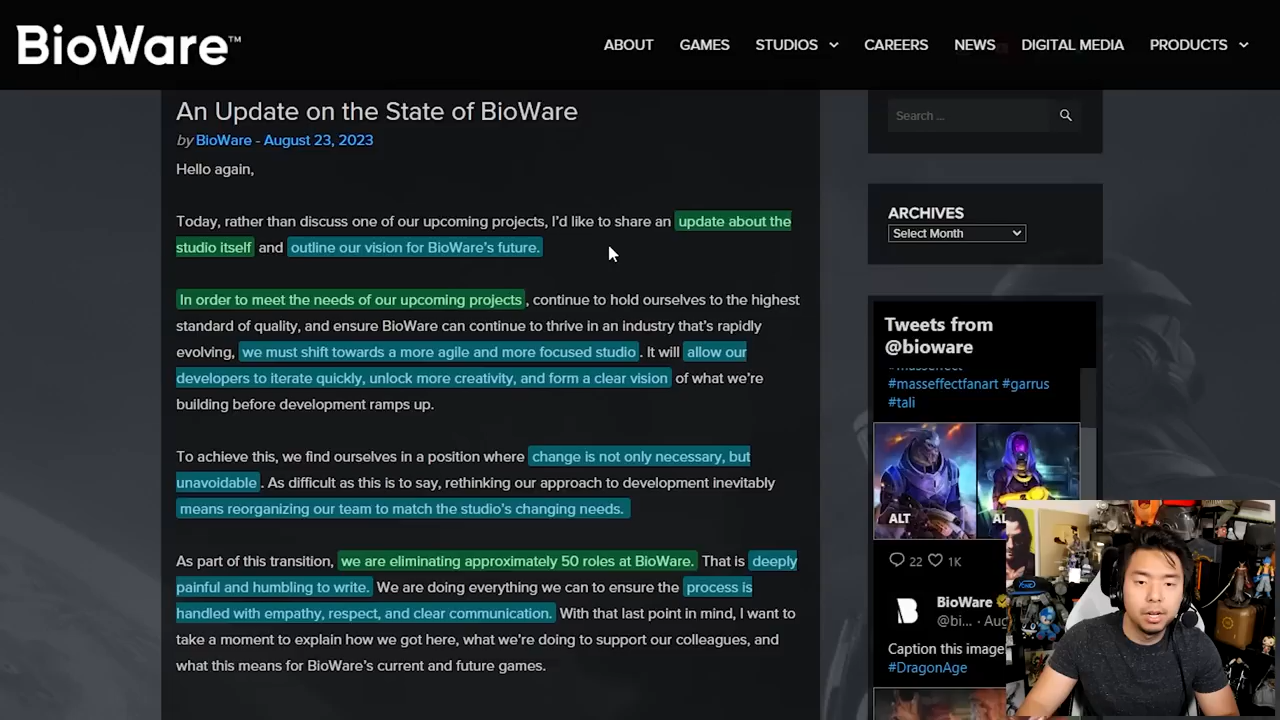 BioWare™
ABOUT GAMES STUDIOS CAREERS NEWS DIGITAL MEDIA PRODUCTS
An Update on the State of BioWare
by BioWare - August 23, 2023
Hello again,
Today, rather than discuss one of our upcoming projects, I'd like to share an update about the
studio itself and outline our vision for BioWare's future.
In order to meet the needs of our upcoming projects, continue to hold ourselves to the highest
standard of quality, and ensure BioWare can continue to thrive in an industry that's rapidly
evolving, we must shift towards a more agile and more focused studio. It will allow our
developers to iterate quickly, unlock more creativity, and form a clear vision of what we're
building before development ramps up.
To achieve this, we find ourselves in a position where change is not only necessary, but
unavoidable. As difficult as this is to say, rethinking our approach to development inevitably
means reorganizing our team to match the studio's changing needs.
As part of this transition, we are eliminating approximately 50 roles at BioWare. That is deeply
painful and humbling to write. We are doing everything we can to ensure the process is
handled with empathy, respect, and clear communication. With that last point in mind, I want to
take a moment to explain how we got here, what we're doing to support our colleagues, and
what this means for BioWare's current and future games.
Search ...
ARCHIVES
Select Month
Tweets from
@bioware
#masseffect
#masseffectfanart #garrus
#tali
ALT
22 1K
BioWare
@bi... · Aug
Caption this image
#DragonAge